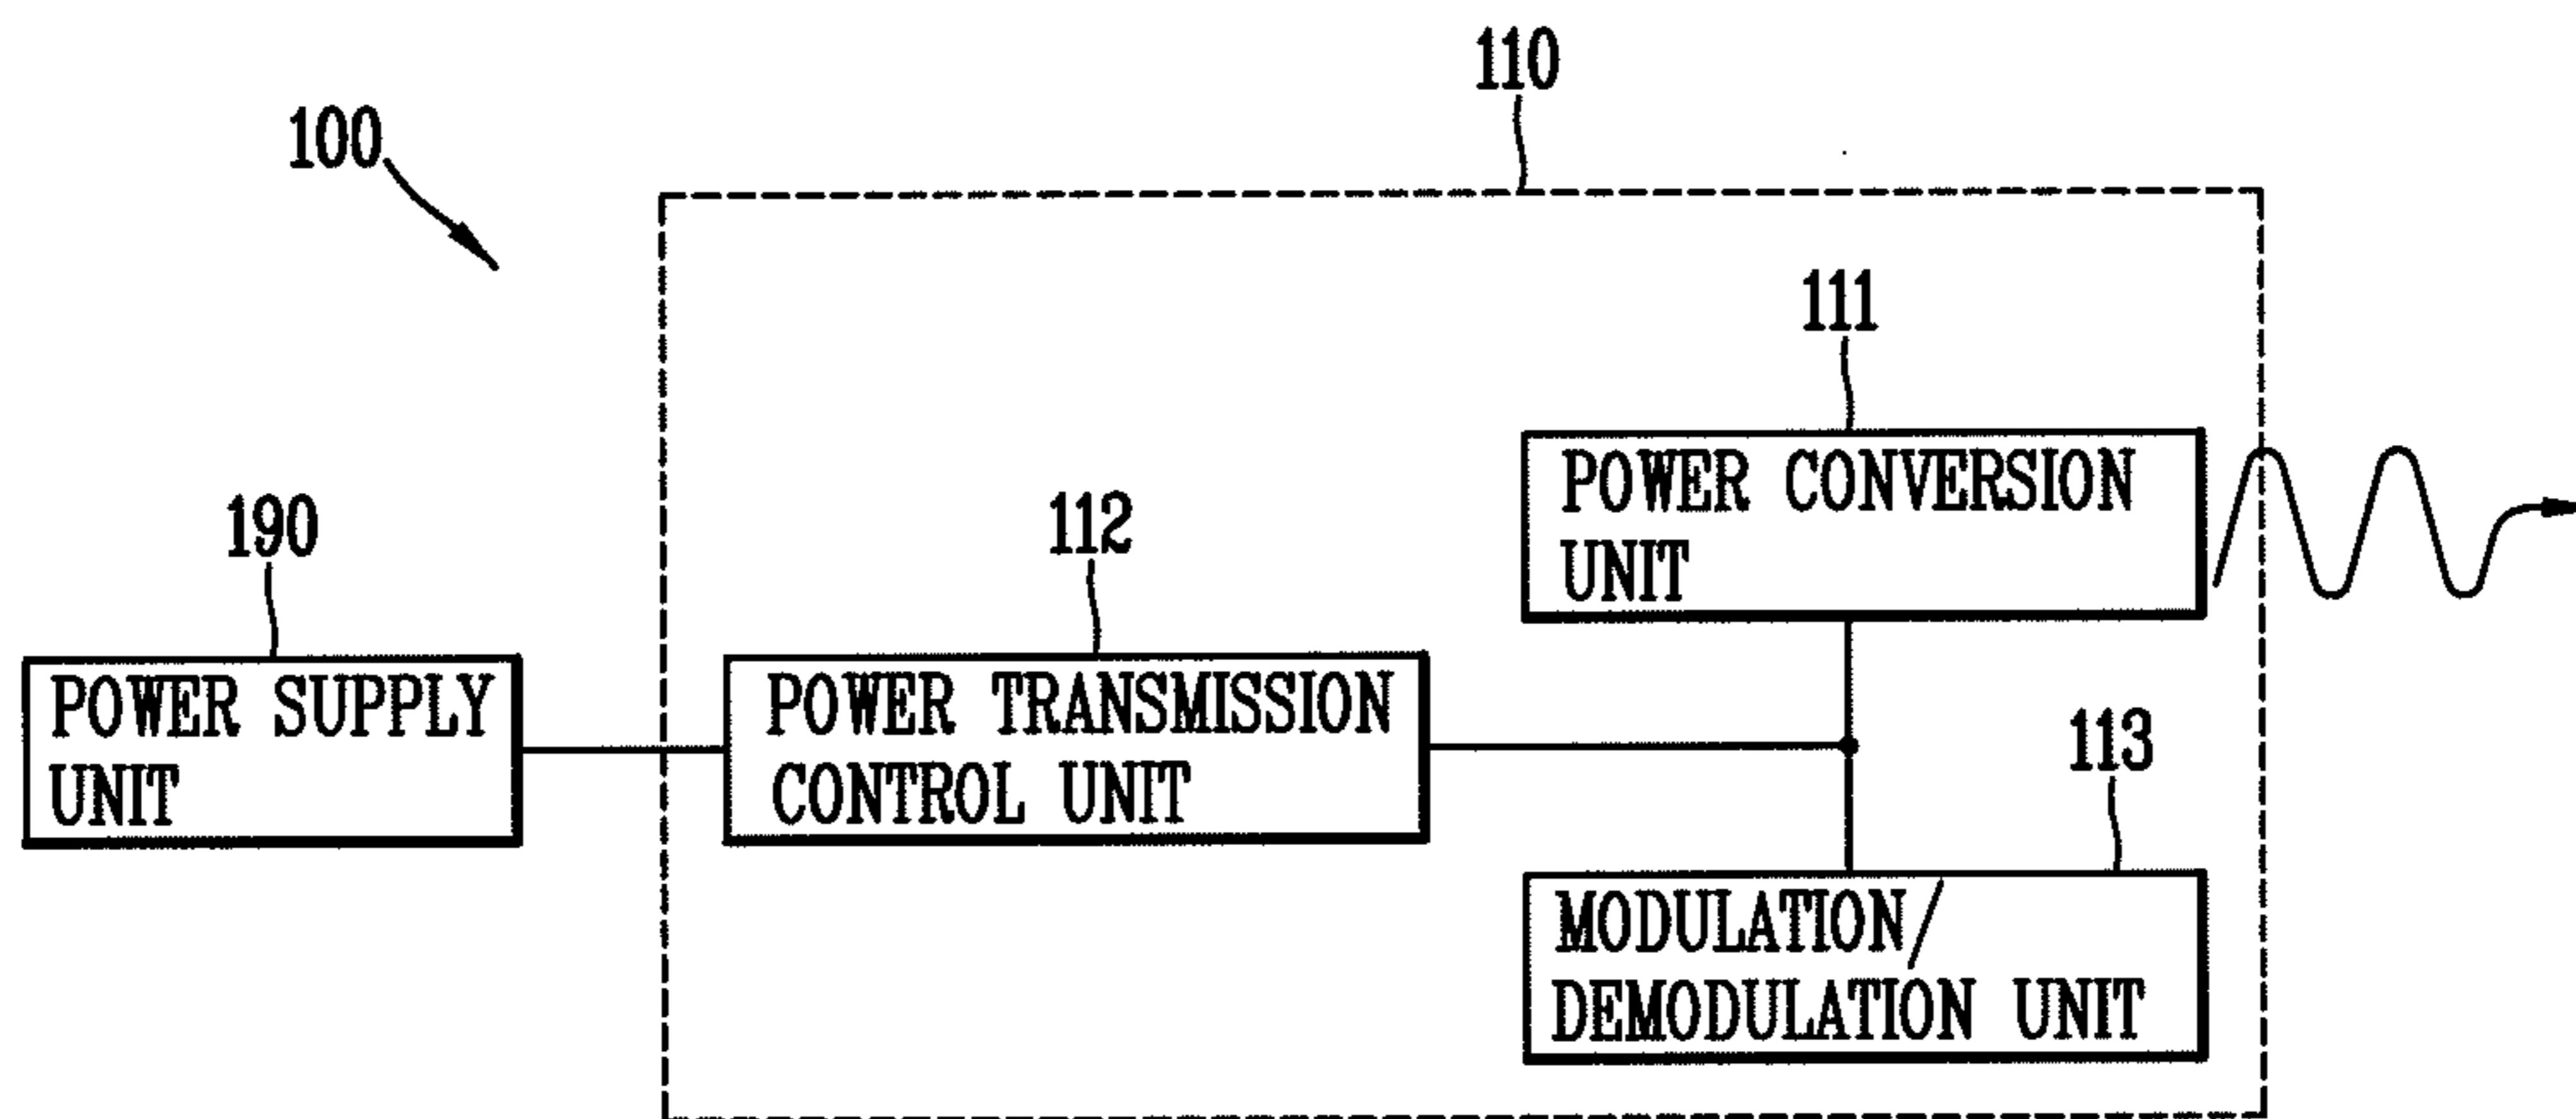 110
100
111
POWER CONVERSION
UNIT
190
112
POWER SUPPLY
UNIT
POWER TRANSMISSION
CONTROL UNIT
113
MODULATION/
DEMODULATION UNIT